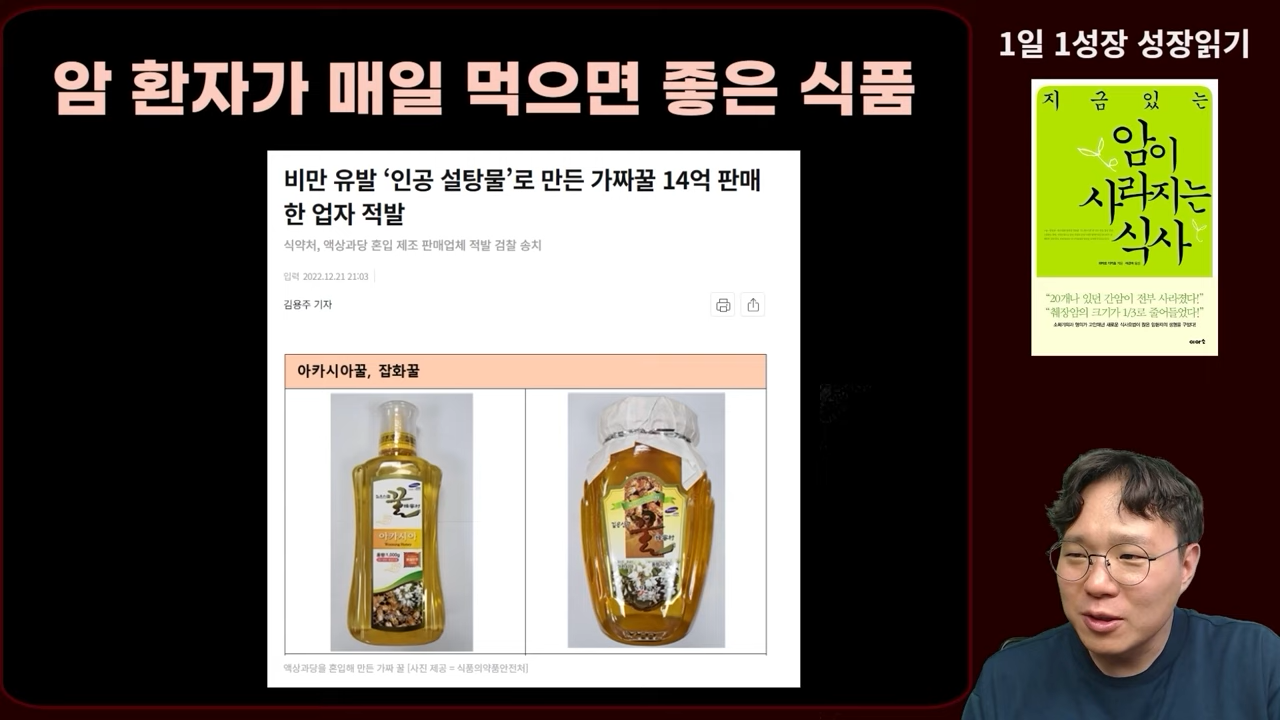 암 환자가 매일 먹으면 좋은 식품
비만 유발 ‘인공 설탕물’로 만든 가짜꿀 14억 판매
한 업자 적발
식약처, 액상과당 혼입 제조 판매업체 적발 검찰 송치
입력 2022.12.21 21:03
김용주 기자
아카시아꿀, 잡화꿀
꿀
아카시아
꿀
액상과당을 혼입해 만든 가짜 꿀 [사진 제공 = 식품의약품안전처]
1일 1성장 성장읽기
지금있는
암이
사라지는
식사
“20개나 있던 간암이 전부 사라졌다!”
“췌장암의 크기가 1/3로 줄어들었다!”